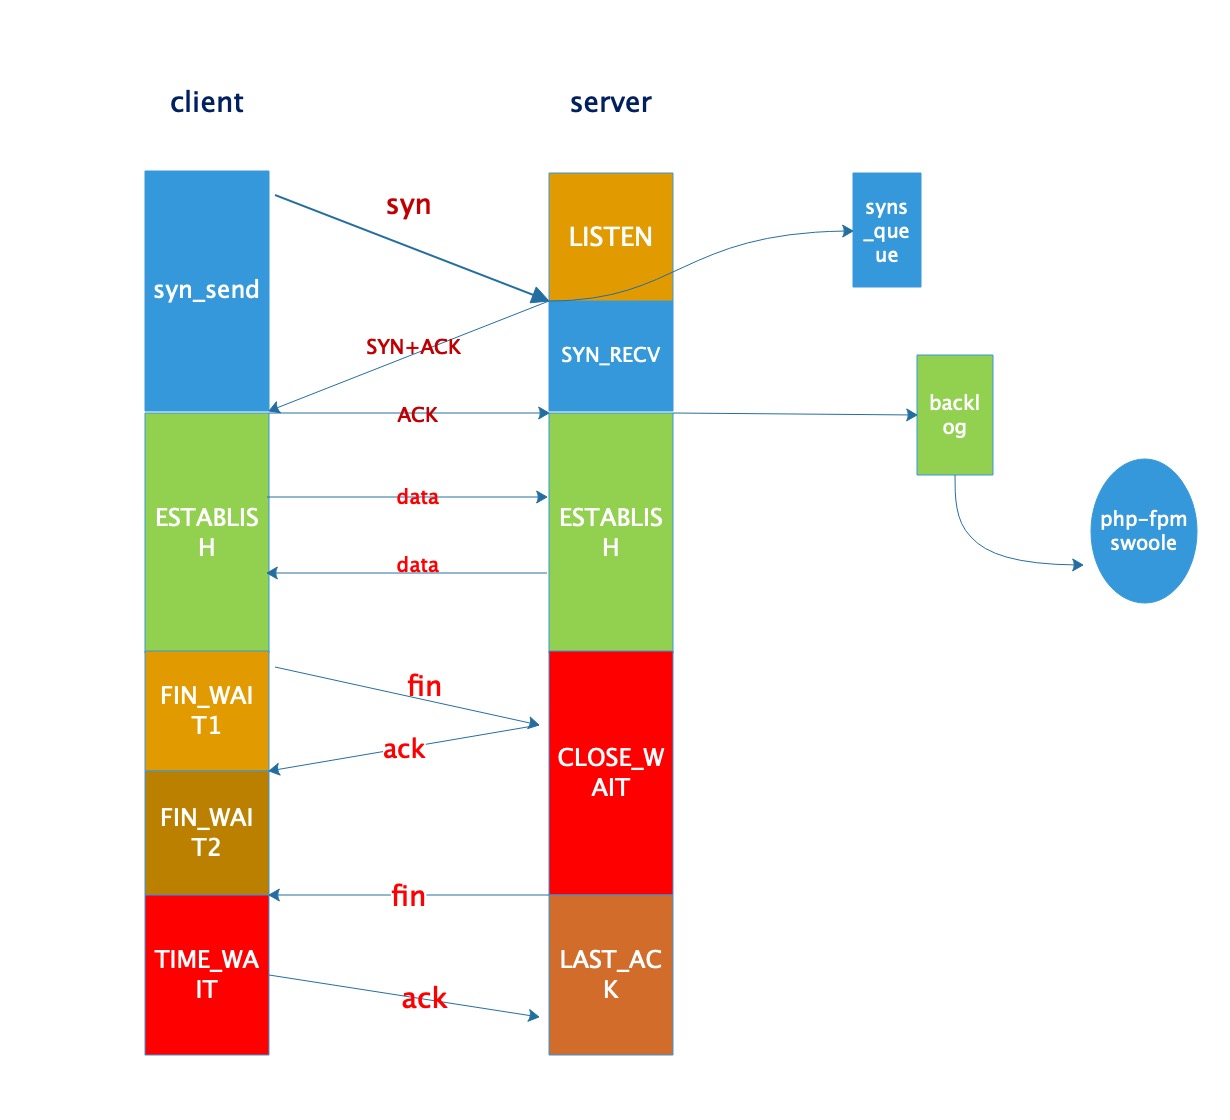 client
server
syn
LISTEN
syns
_que
ue
syn_send
SYN+ACK
SYN_RECV
ACK
backl
og
data
ESTABLIS
H
ESTABLIS
H
php-fpm
swoole
data
fin
FIN_WAI
T1
ack
CLOSE_W
AIT
FIN_WAI
T2
fin
TIME_WA
IT
LAST_AC
K
ack